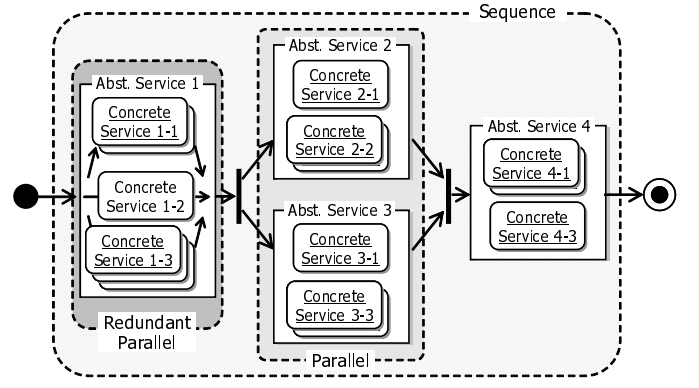 Sequence
Abst. Service 1
Concrete
Service 1-1
Concrete
Service 1-2
Concrete
Service 1-3
Redundant
Parallel
Abst. Service 2
Concrete
Service 2-1
Concrete
Service 2-2
Abst. Service 3
Concrete
Service 3-1
Concrete
Service 3-3
Parallel
Abst. Service 4
Concrete
Service 4-1
Concrete
Service 4-3